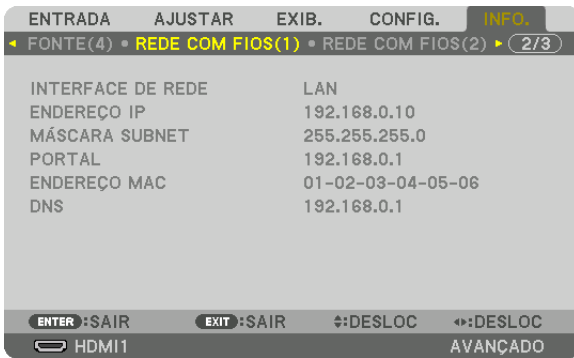 ENTRADA AJUSTAR EXIB. CONFIG. INFO.
FONTE(4) • REDE COM FIOS(1) • REDE COM FIOS(2) 2/3
INTERFACE DE REDE LAN
ENDEREÇO IP 192.168.0.10
MÁSCARA SUBNET 255.255.255.0
PORTAL 192.168.0.1
ENDEREÇO MAC 01-02-03-04-05-06
DNS 192.168.0.1
ENTER :SAIR EXIT :SAIR :DESLOC :DESLOC
HDMI1 AVANÇADO